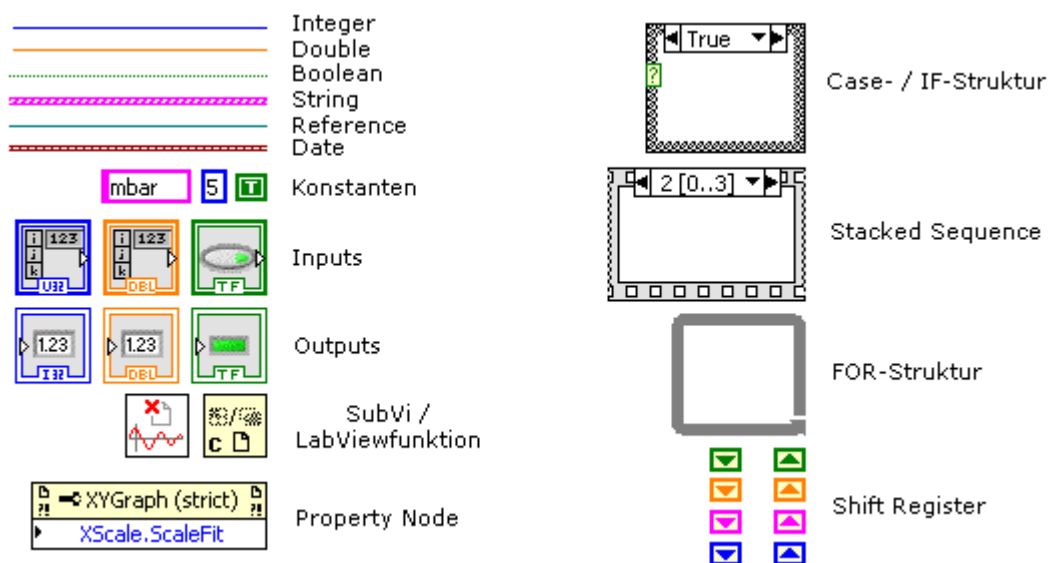 Integer
Double
Boolean
String
Reference
Date
mbar 5 T Konstanten
i 123 i 123
j j
k k
U32 DBL TF
Inputs
1.23 1.23
I32 DBL TF
Outputs
C
SubVi /
LabViewfunktion
?! XYGraph (strict) ?!
XScale.ScaleFit
Property Node
True
?
Case- / IF-Struktur
2 [0..3]
Stacked Sequence
FOR-Struktur
Shift Register